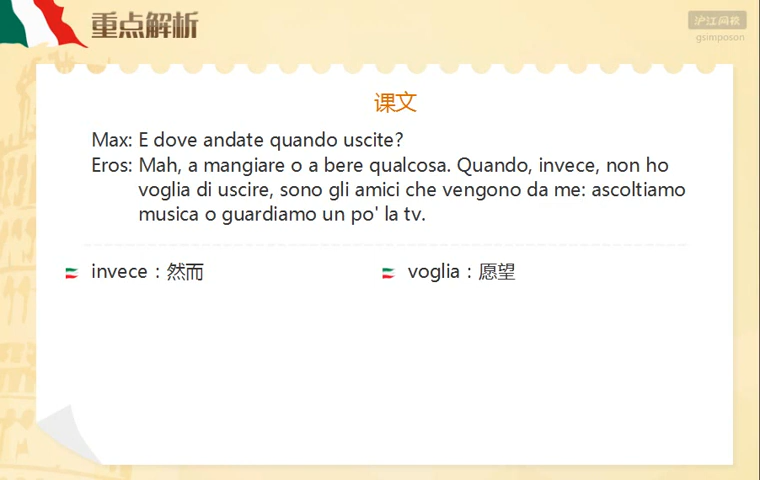 重点解析
沪江网校
gsimposon
课文
Max: E dove andate quando uscite?
Eros: Mah, a mangiare o a bere qualcosa. Quando, invece, non ho
voglia di uscire, sono gli amici che vengono da me: ascoltiamo
musica o guardiamo un po' la tv.
invece：然而
voglia：愿望